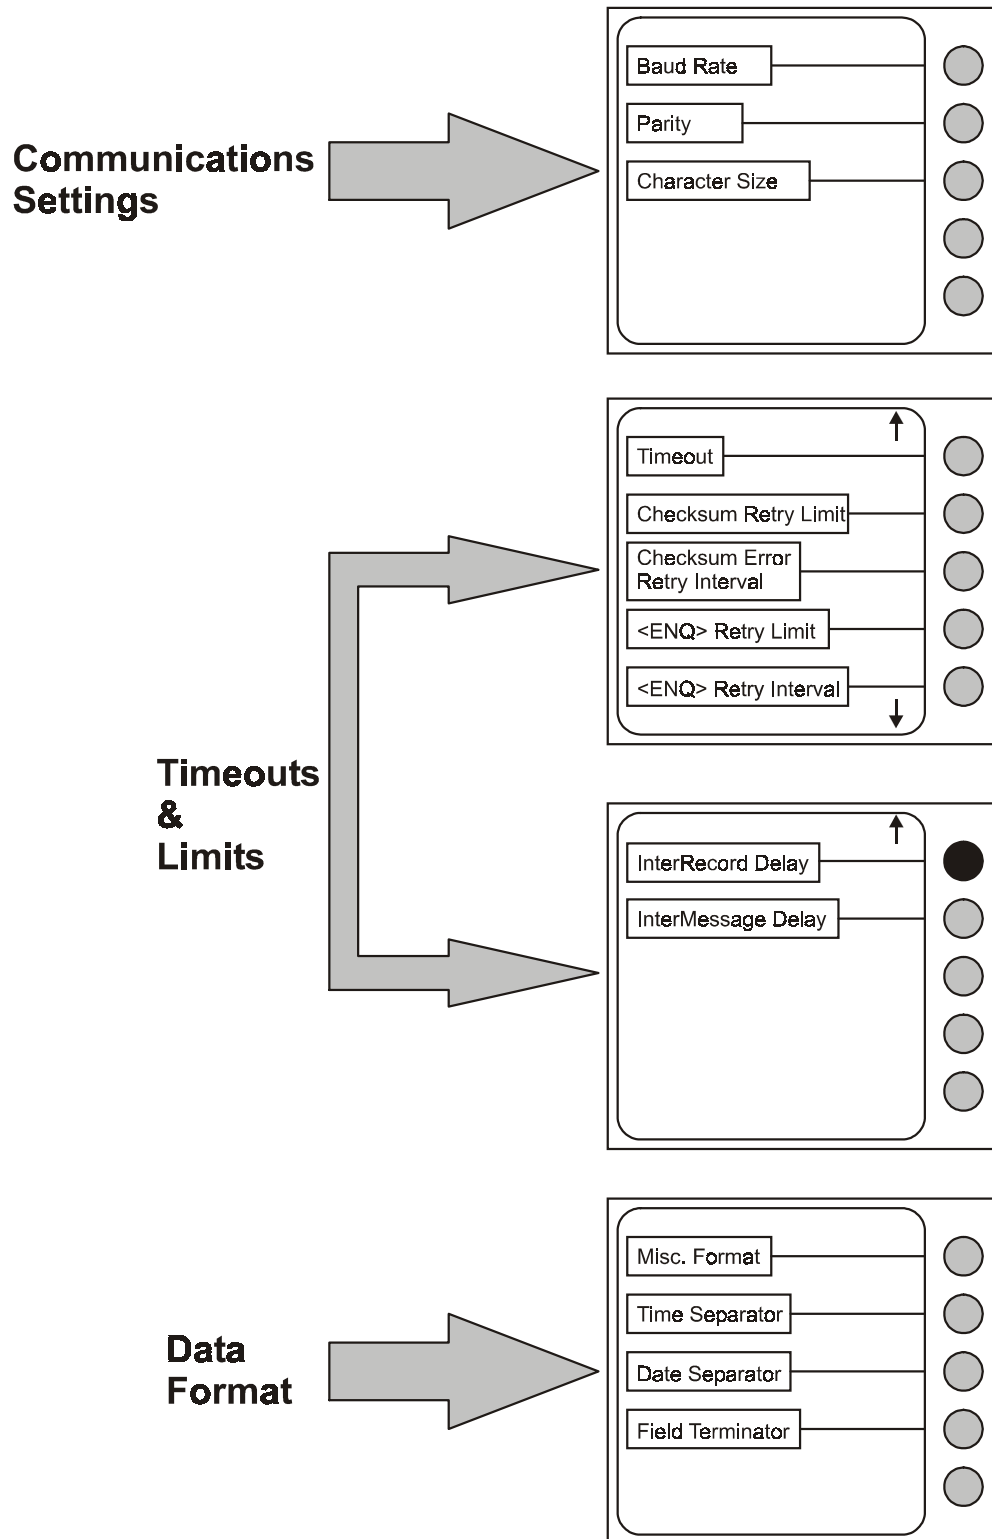 Communications
Settings
Baud Rate
Parity
Character Size
Timeouts
&
Limits
Timeout
Checksum Retry Limit
Checksum Error
Retry Interval
<ENQ> Retry Limit
<ENQ> Retry Interval
InterRecord Delay
InterMessage Delay
Data
Format
Misc. Format
Time Separator
Date Separator
Field Terminator